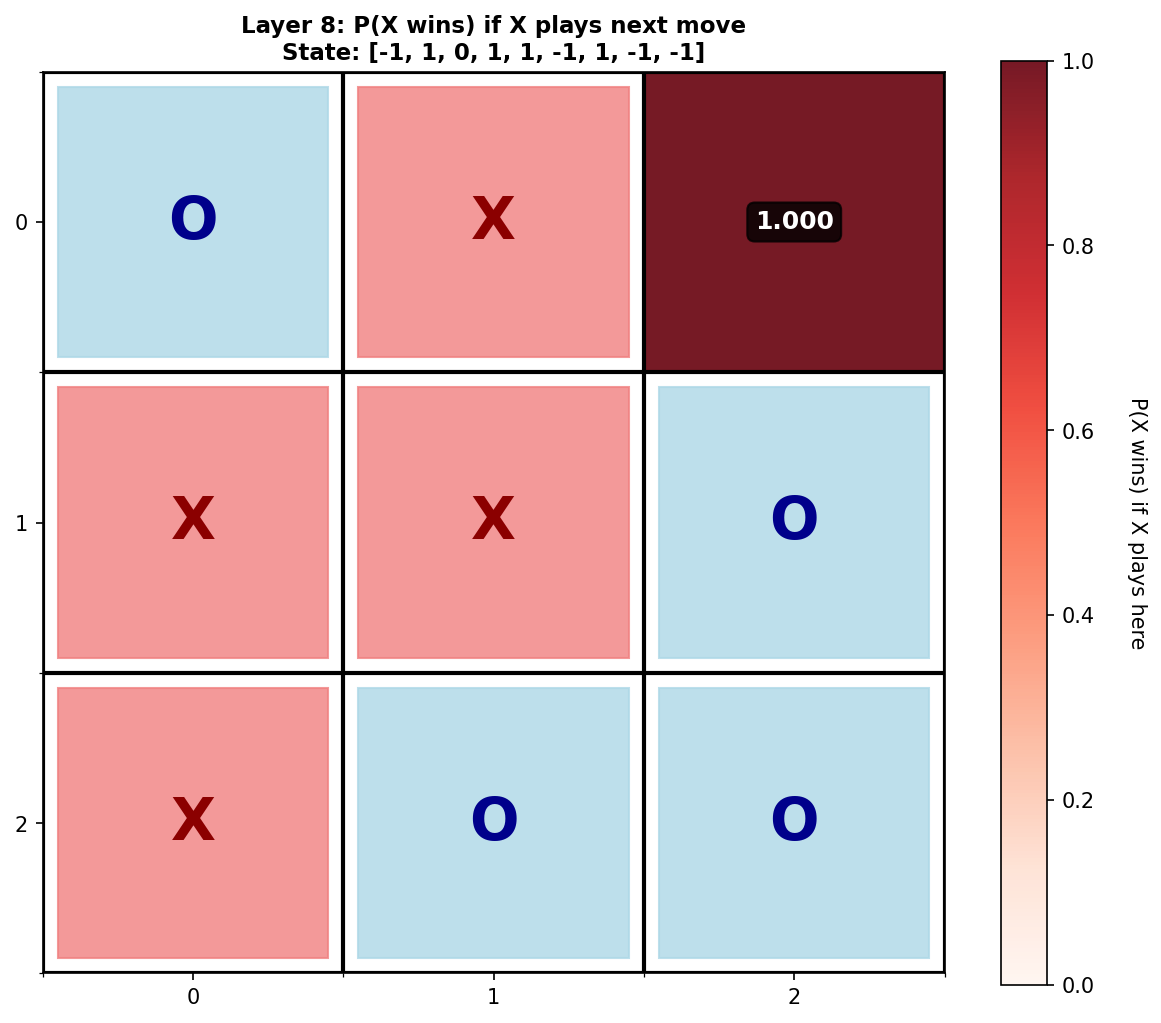 Layer 8: P(X wins) if X plays next move
State: [-1, 1, 0, 1, 1, -1, 1, -1, -1]
0
O
X
1.000
1
X
X
O
2
X
O
O
0
1
2
1.0
0.8
0.6
0.4
0.2
0.0
P(X wins) if X plays here